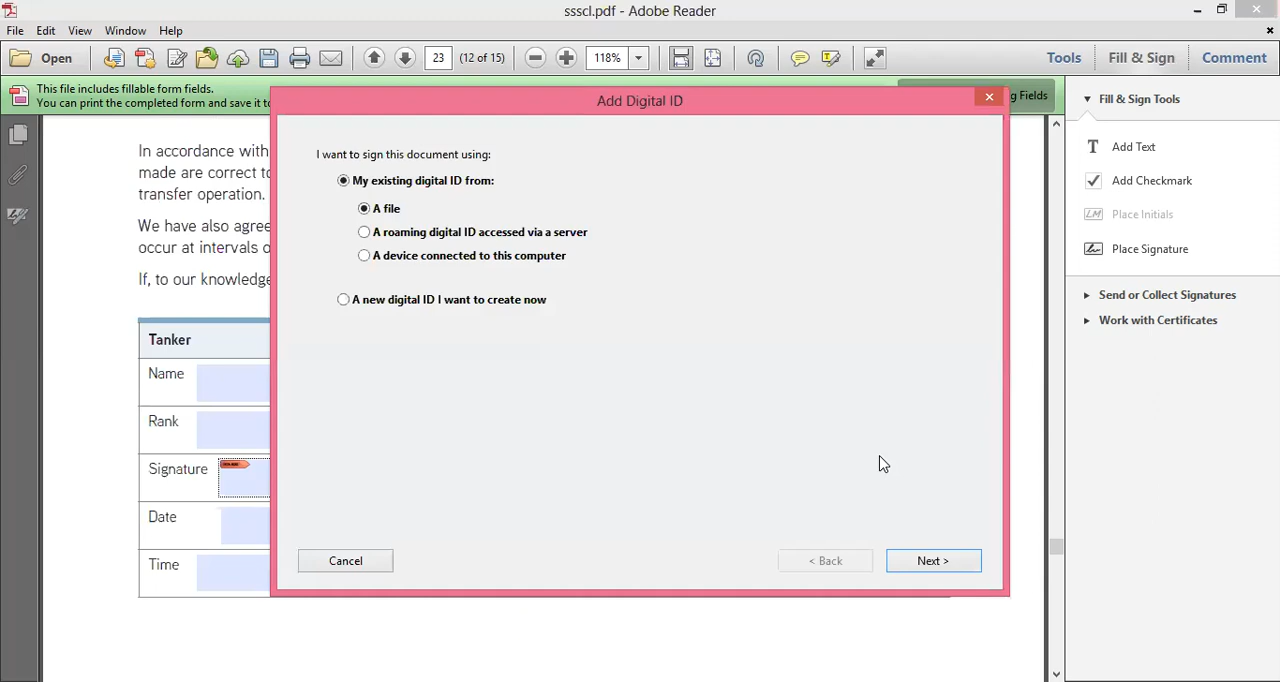 ssscl.pdf - Adobe Reader
File Edit View Window Help
Open 23 (12 of 15) 118% Tools Fill & Sign Comment
This file includes fillable form fields.
You can print the completed form and save it to
g Fields
Add Digital ID
I want to sign this document using:
My existing digital ID from:
A file
A roaming digital ID accessed via a server
A device connected to this computer
A new digital ID I want to create now
Cancel < Back Next >
In accordance with
made are correct to
transfer operation.
We have also agree
occur at intervals o
If, to our knowledge
Tanker
Name
Rank
Signature
Date
Time
Fill & Sign Tools
T Add Text
Add Checkmark
LM Place Initials
Place Signature
Send or Collect Signatures
Work with Certificates